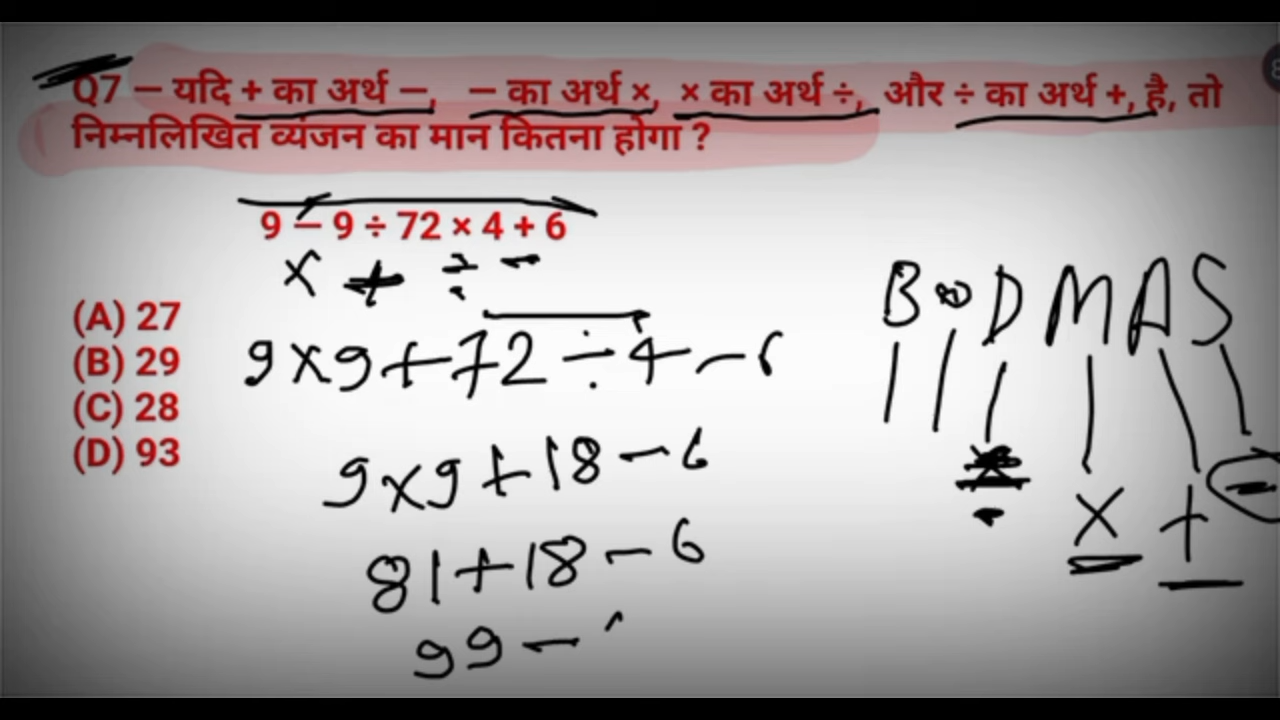 Q7 – यदि + का अर्थ –, – का अर्थ ×, × का अर्थ ÷, और ÷ का अर्थ +, है, तो
निम्नलिखित व्यंजन का मान कितना होगा ?
9 – 9 ÷ 72 × 4 + 6
× + ÷ –
(A) 27
(B) 29
(C) 28
(D) 93
9×9+72÷4–6
9×9+18–6
81+18–6
99–
B O D M A S
÷ × + –